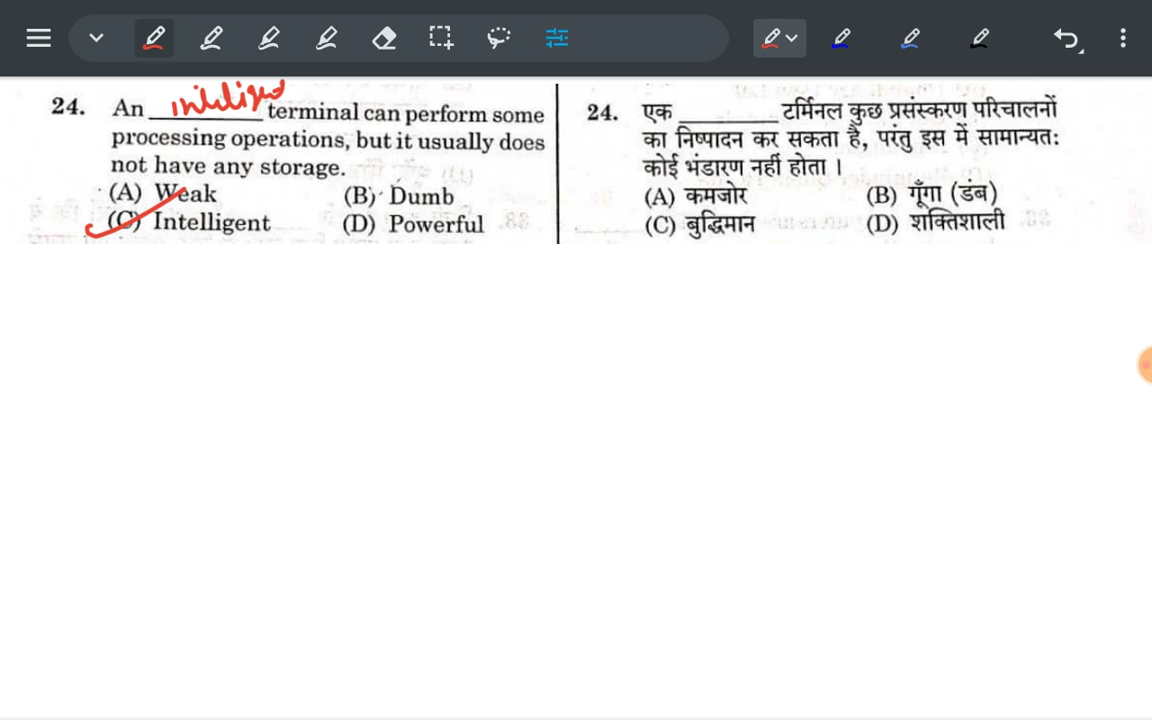 24. An inteligent terminal can perform some
processing operations, but it usually does
not have any storage.
(A) Weak (B) Dumb
(C) Intelligent (D) Powerful
24. एक ________ टर्मिनल कुछ प्रसंस्करण परिचालनों
का निष्पादन कर सकता है, परंतु इस में सामान्यत:
कोई भंडारण नहीं होता ।
(A) कमजोर (B) गूँगा (डंब)
(C) बुद्धिमान (D) शक्तिशाली